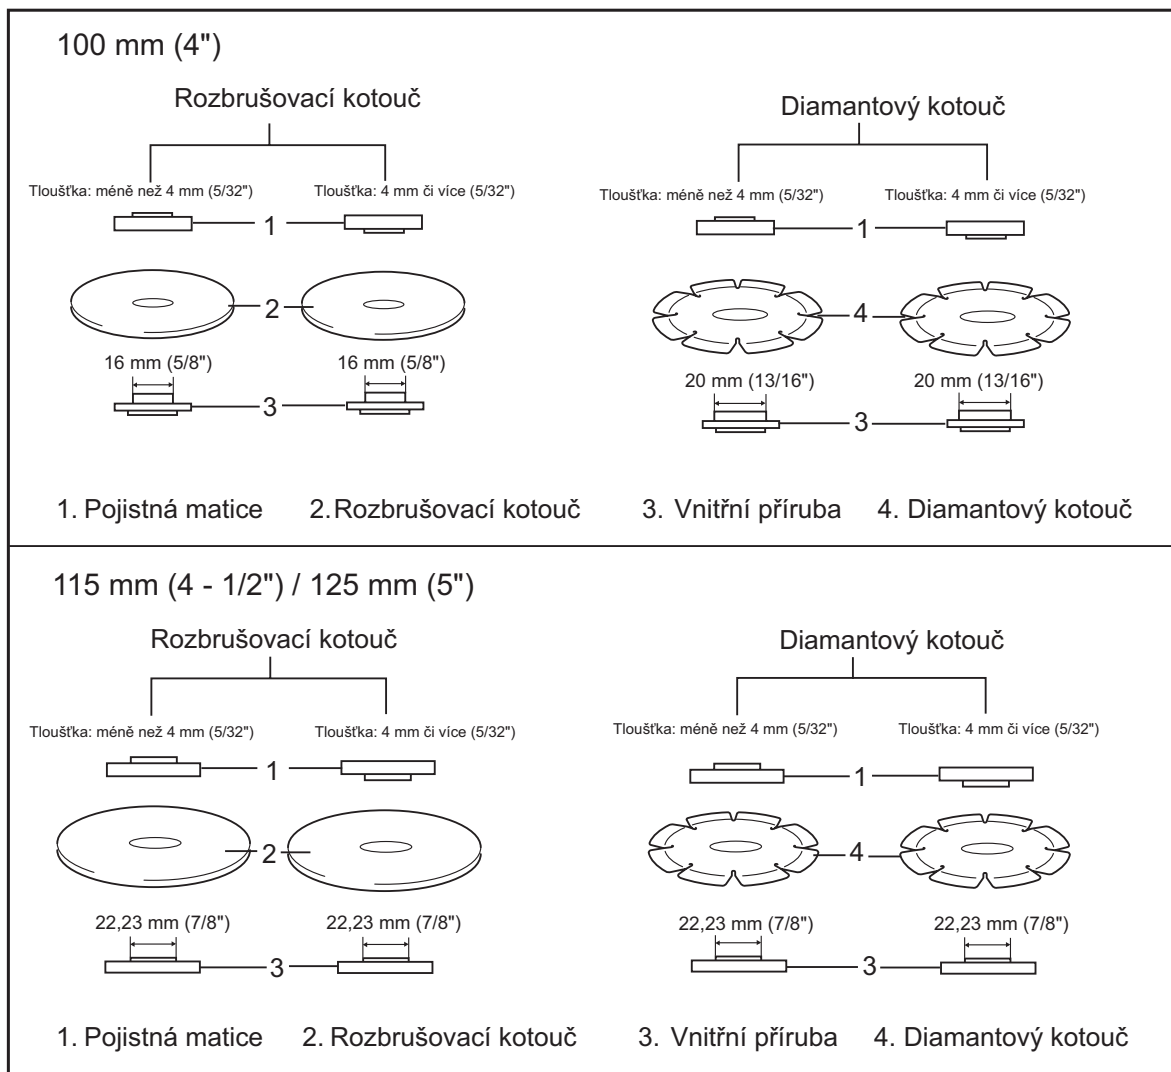 100 mm (4")
Rozbrušovací kotouč
Diamantový kotouč
Tloušťka: méně než 4 mm (5/32")
Tloušťka: 4 mm či více (5/32")
Tloušťka: méně než 4 mm (5/32")
Tloušťka: 4 mm či více (5/32")
1
1
2
4
16 mm (5/8")
16 mm (5/8")
20 mm (13/16")
20 mm (13/16")
3
3
1. Pojistná matice
2. Rozbrušovací kotouč
3. Vnitřní příruba
4. Diamantový kotouč
115 mm (4 - 1/2") / 125 mm (5")
Rozbrušovací kotouč
Diamantový kotouč
Tloušťka: méně než 4 mm (5/32")
Tloušťka: 4 mm či více (5/32")
Tloušťka: méně než 4 mm (5/32")
Tloušťka: 4 mm či více (5/32")
1
1
2
4
22,23 mm (7/8")
22,23 mm (7/8")
22,23 mm (7/8")
22,23 mm (7/8")
3
3
1. Pojistná matice
2. Rozbrušovací kotouč
3. Vnitřní příruba
4. Diamantový kotouč